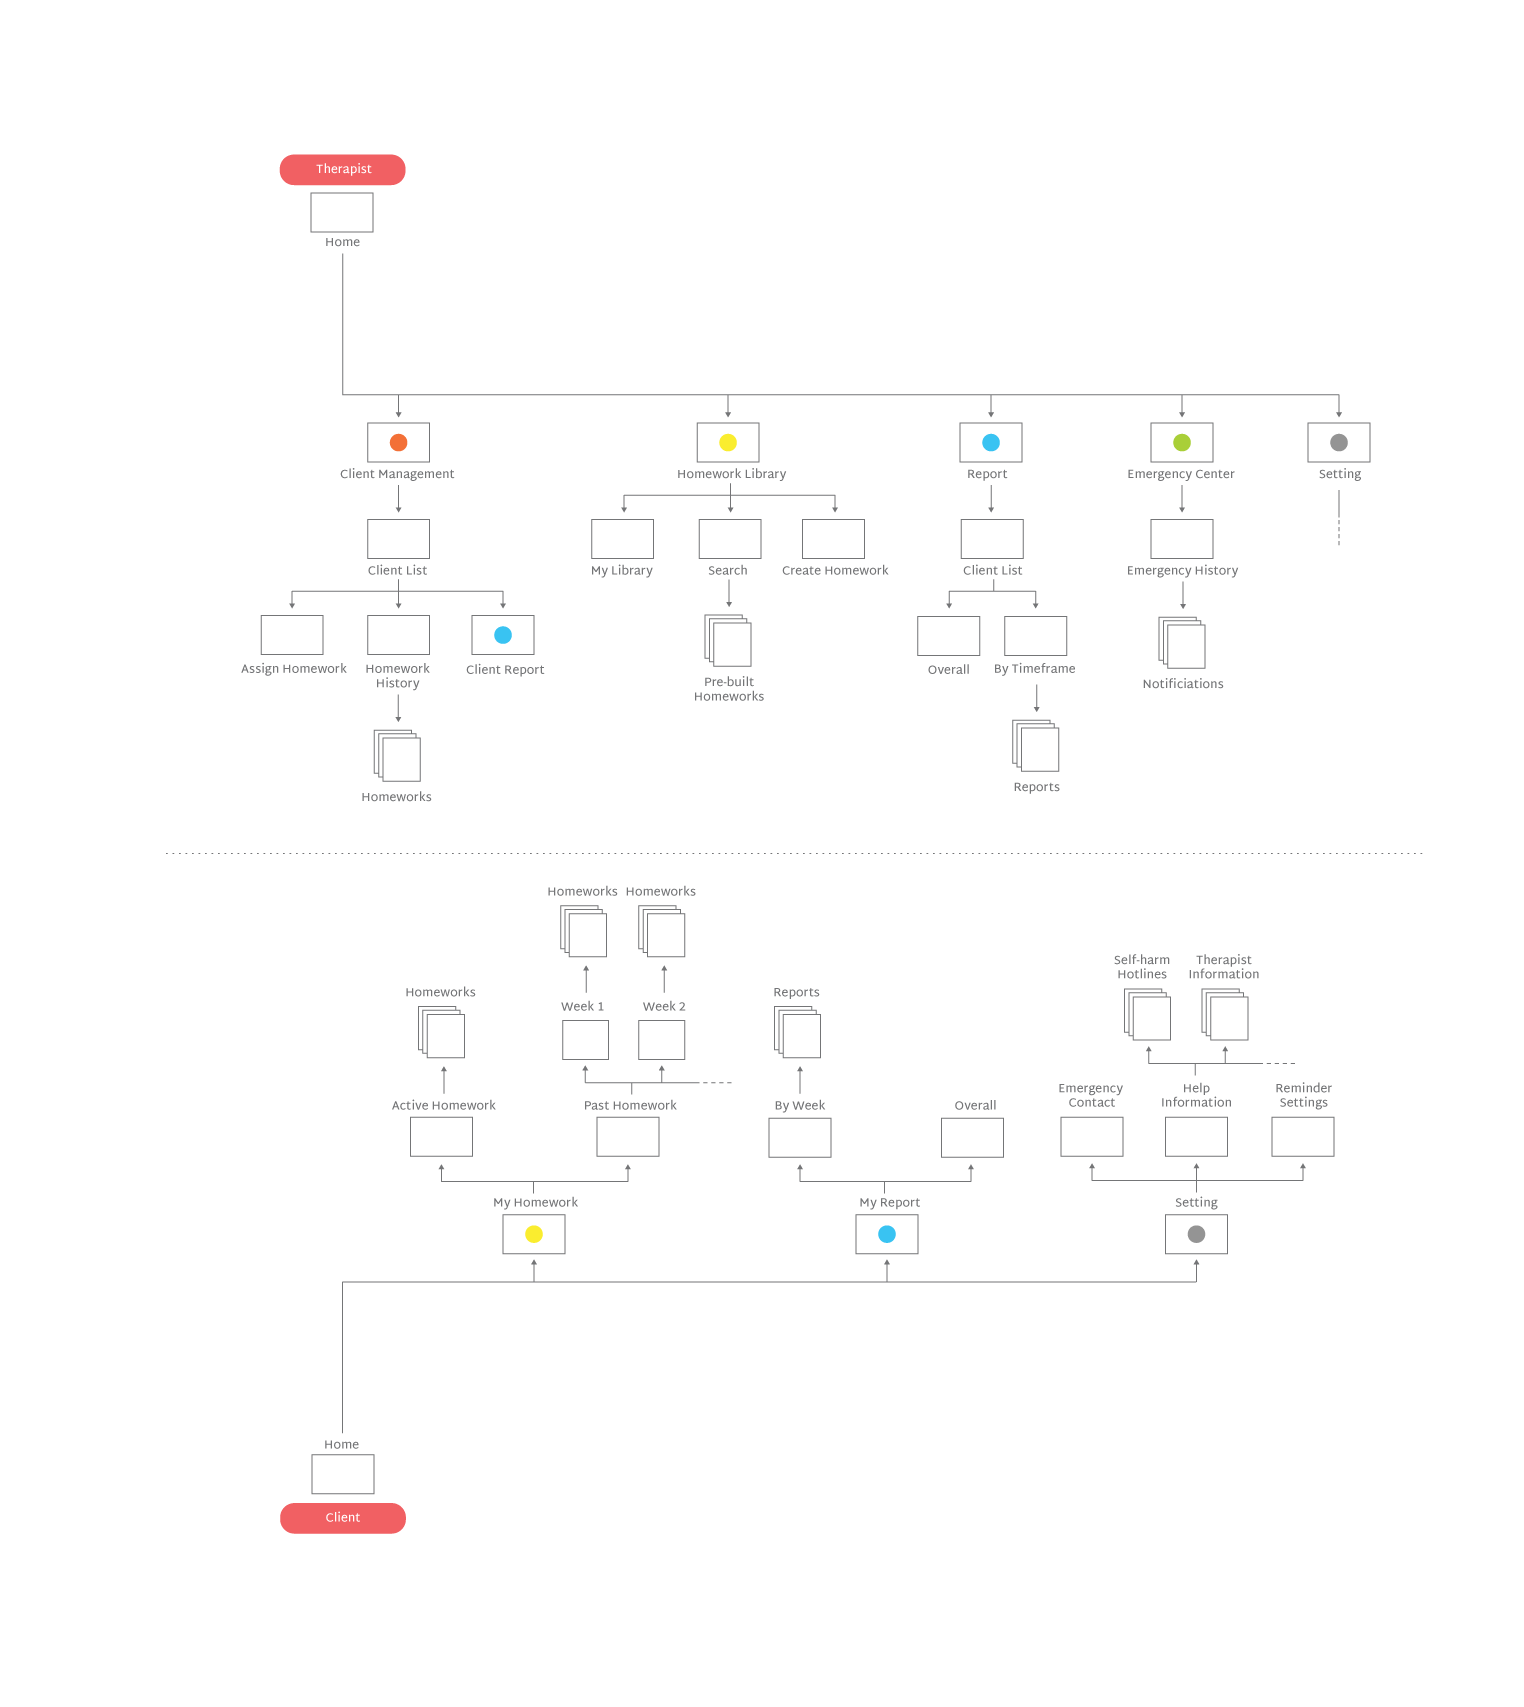 Therapist
Home
Client Management
Homework Library
Report
Emergency Center
Setting
Client List
My Library
Search
Create Homework
Client List
Emergency History
Assign Homework
Homework
History
Client Report
Pre-built
Homeworks
Overall
By Timeframe
Notificiations
Homeworks
Reports
Homeworks
Homeworks
Self-harm
Hotlines
Therapist
Information
Homeworks
Week 1
Week 2
Reports
Active Homework
Past Homework
By Week
Overall
Emergency
Contact
Help
Information
Reminder
Settings
My Homework
My Report
Setting
Home
Client